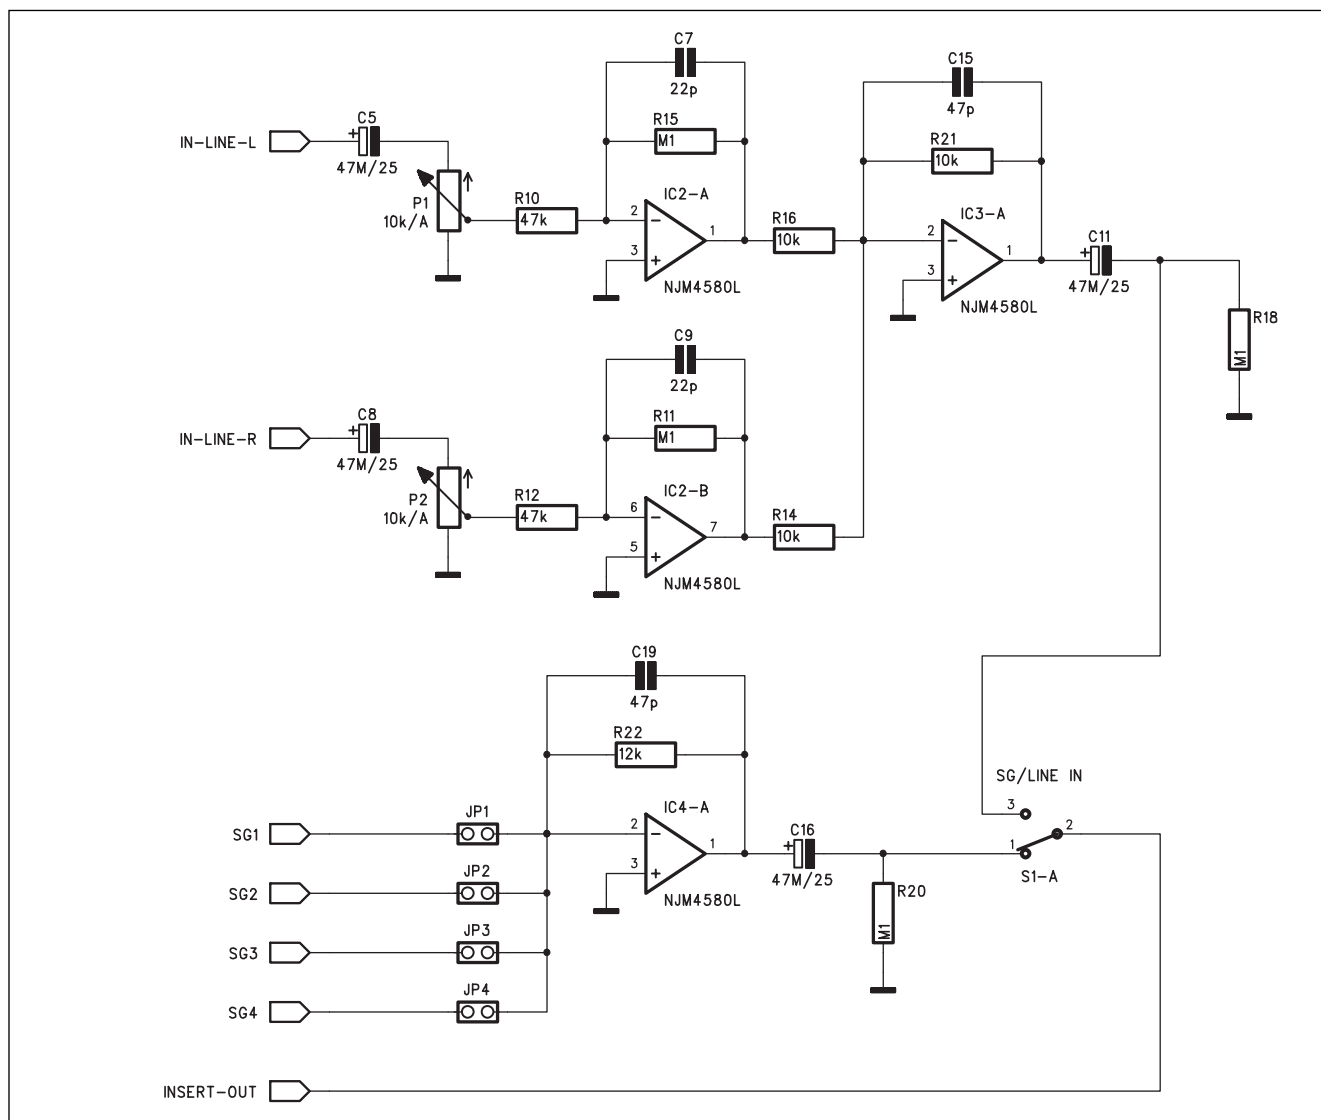 C7
22p
C15
47p
IN-LINE-L
C5
+
47M/25
R15
M1
R21
10k
P1
10k/A
R10
47k
IC2-A
2
3
1
−
+
NJM4580L
R16
10k
IC3-A
2
3
1
−
+
NJM4580L
C11
+
47M/25
R18
M1
C9
22p
IN-LINE-R
C8
+
47M/25
R11
M1
P2
10k/A
R12
47k
IC2-B
6
5
7
−
+
NJM4580L
R14
10k
C19
47p
R22
12k
SG/LINE IN
3
2
1
S1-A
SG1
JP1
IC4-A
2
3
1
−
+
NJM4580L
C16
+
47M/25
R20
M1
SG2
JP2
SG3
JP3
SG4
JP4
INSERT-OUT